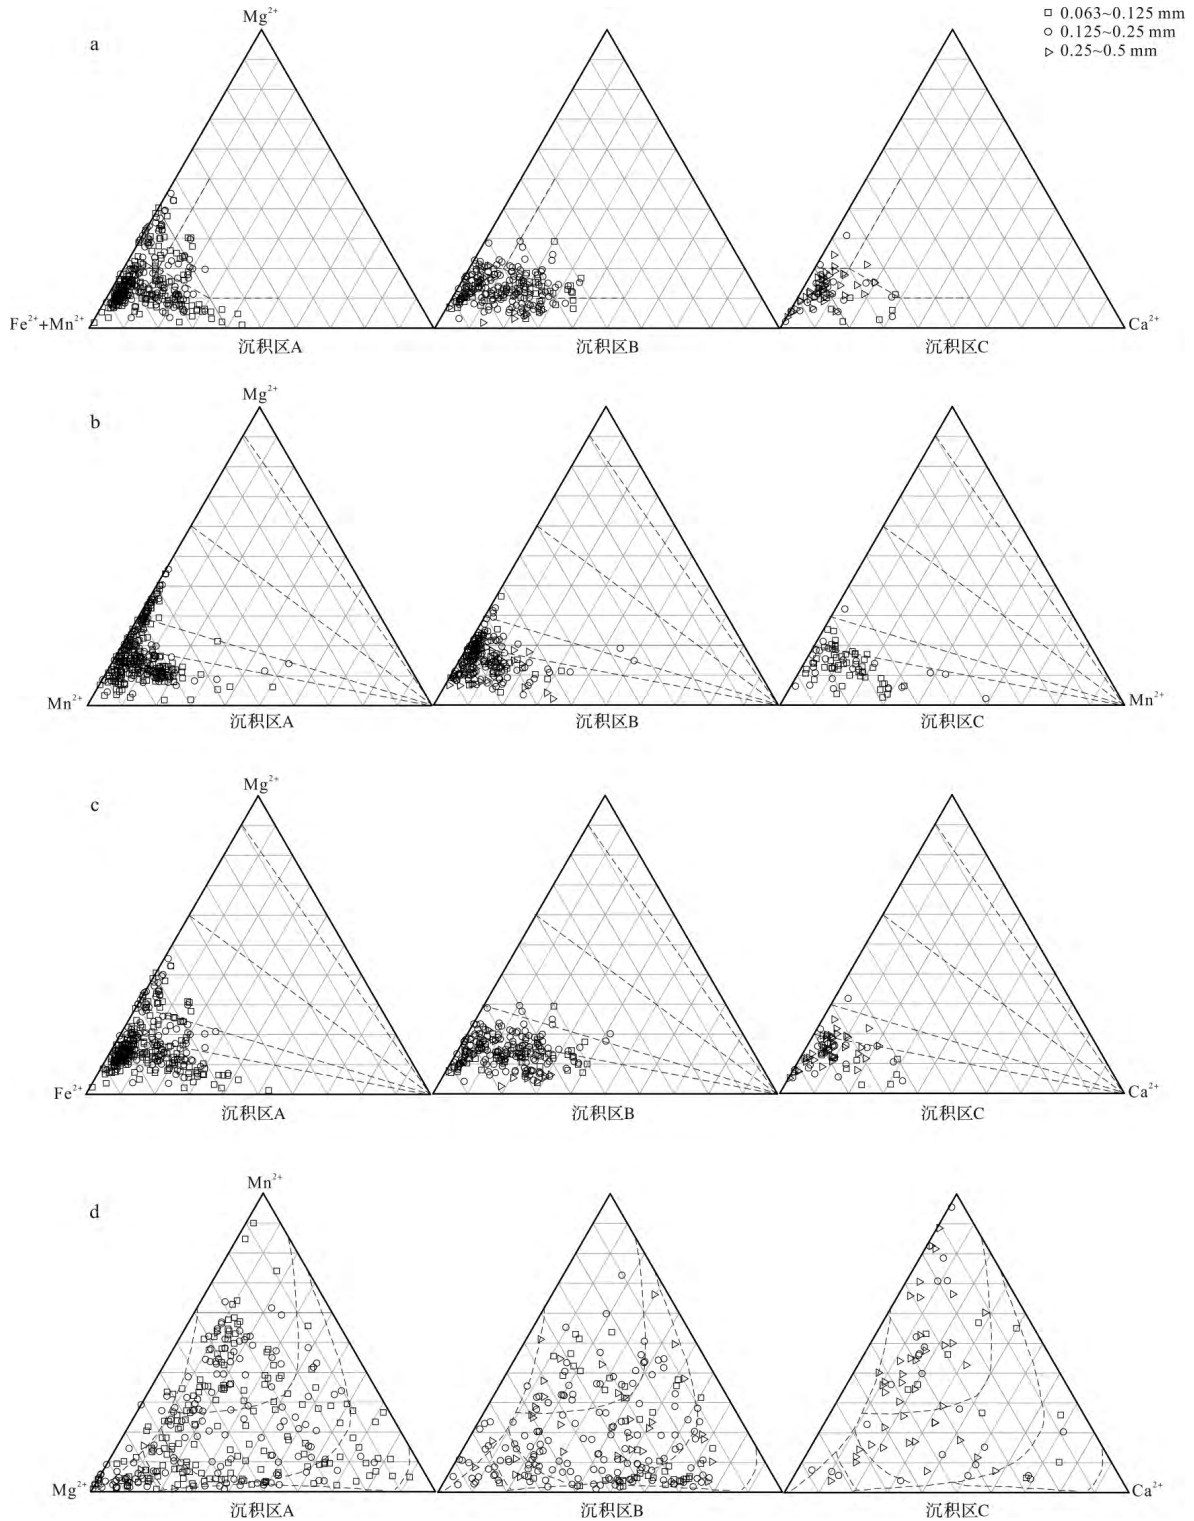 Mg²⁺
a
□ 0.063~0.125 mm
○ 0.125~0.25 mm
▷ 0.25~0.5 mm
Fe²⁺+Mn²⁺
Ca²⁺
沉积区A
沉积区B
沉积区C
Mg²⁺
b
Mn²⁺
Mn²⁺
沉积区A
沉积区B
沉积区C
Mg²⁺
c
Fe²⁺
Ca²⁺
沉积区A
沉积区B
沉积区C
Mn²⁺
d
Mg²⁺
Ca²⁺
沉积区A
沉积区B
沉积区C